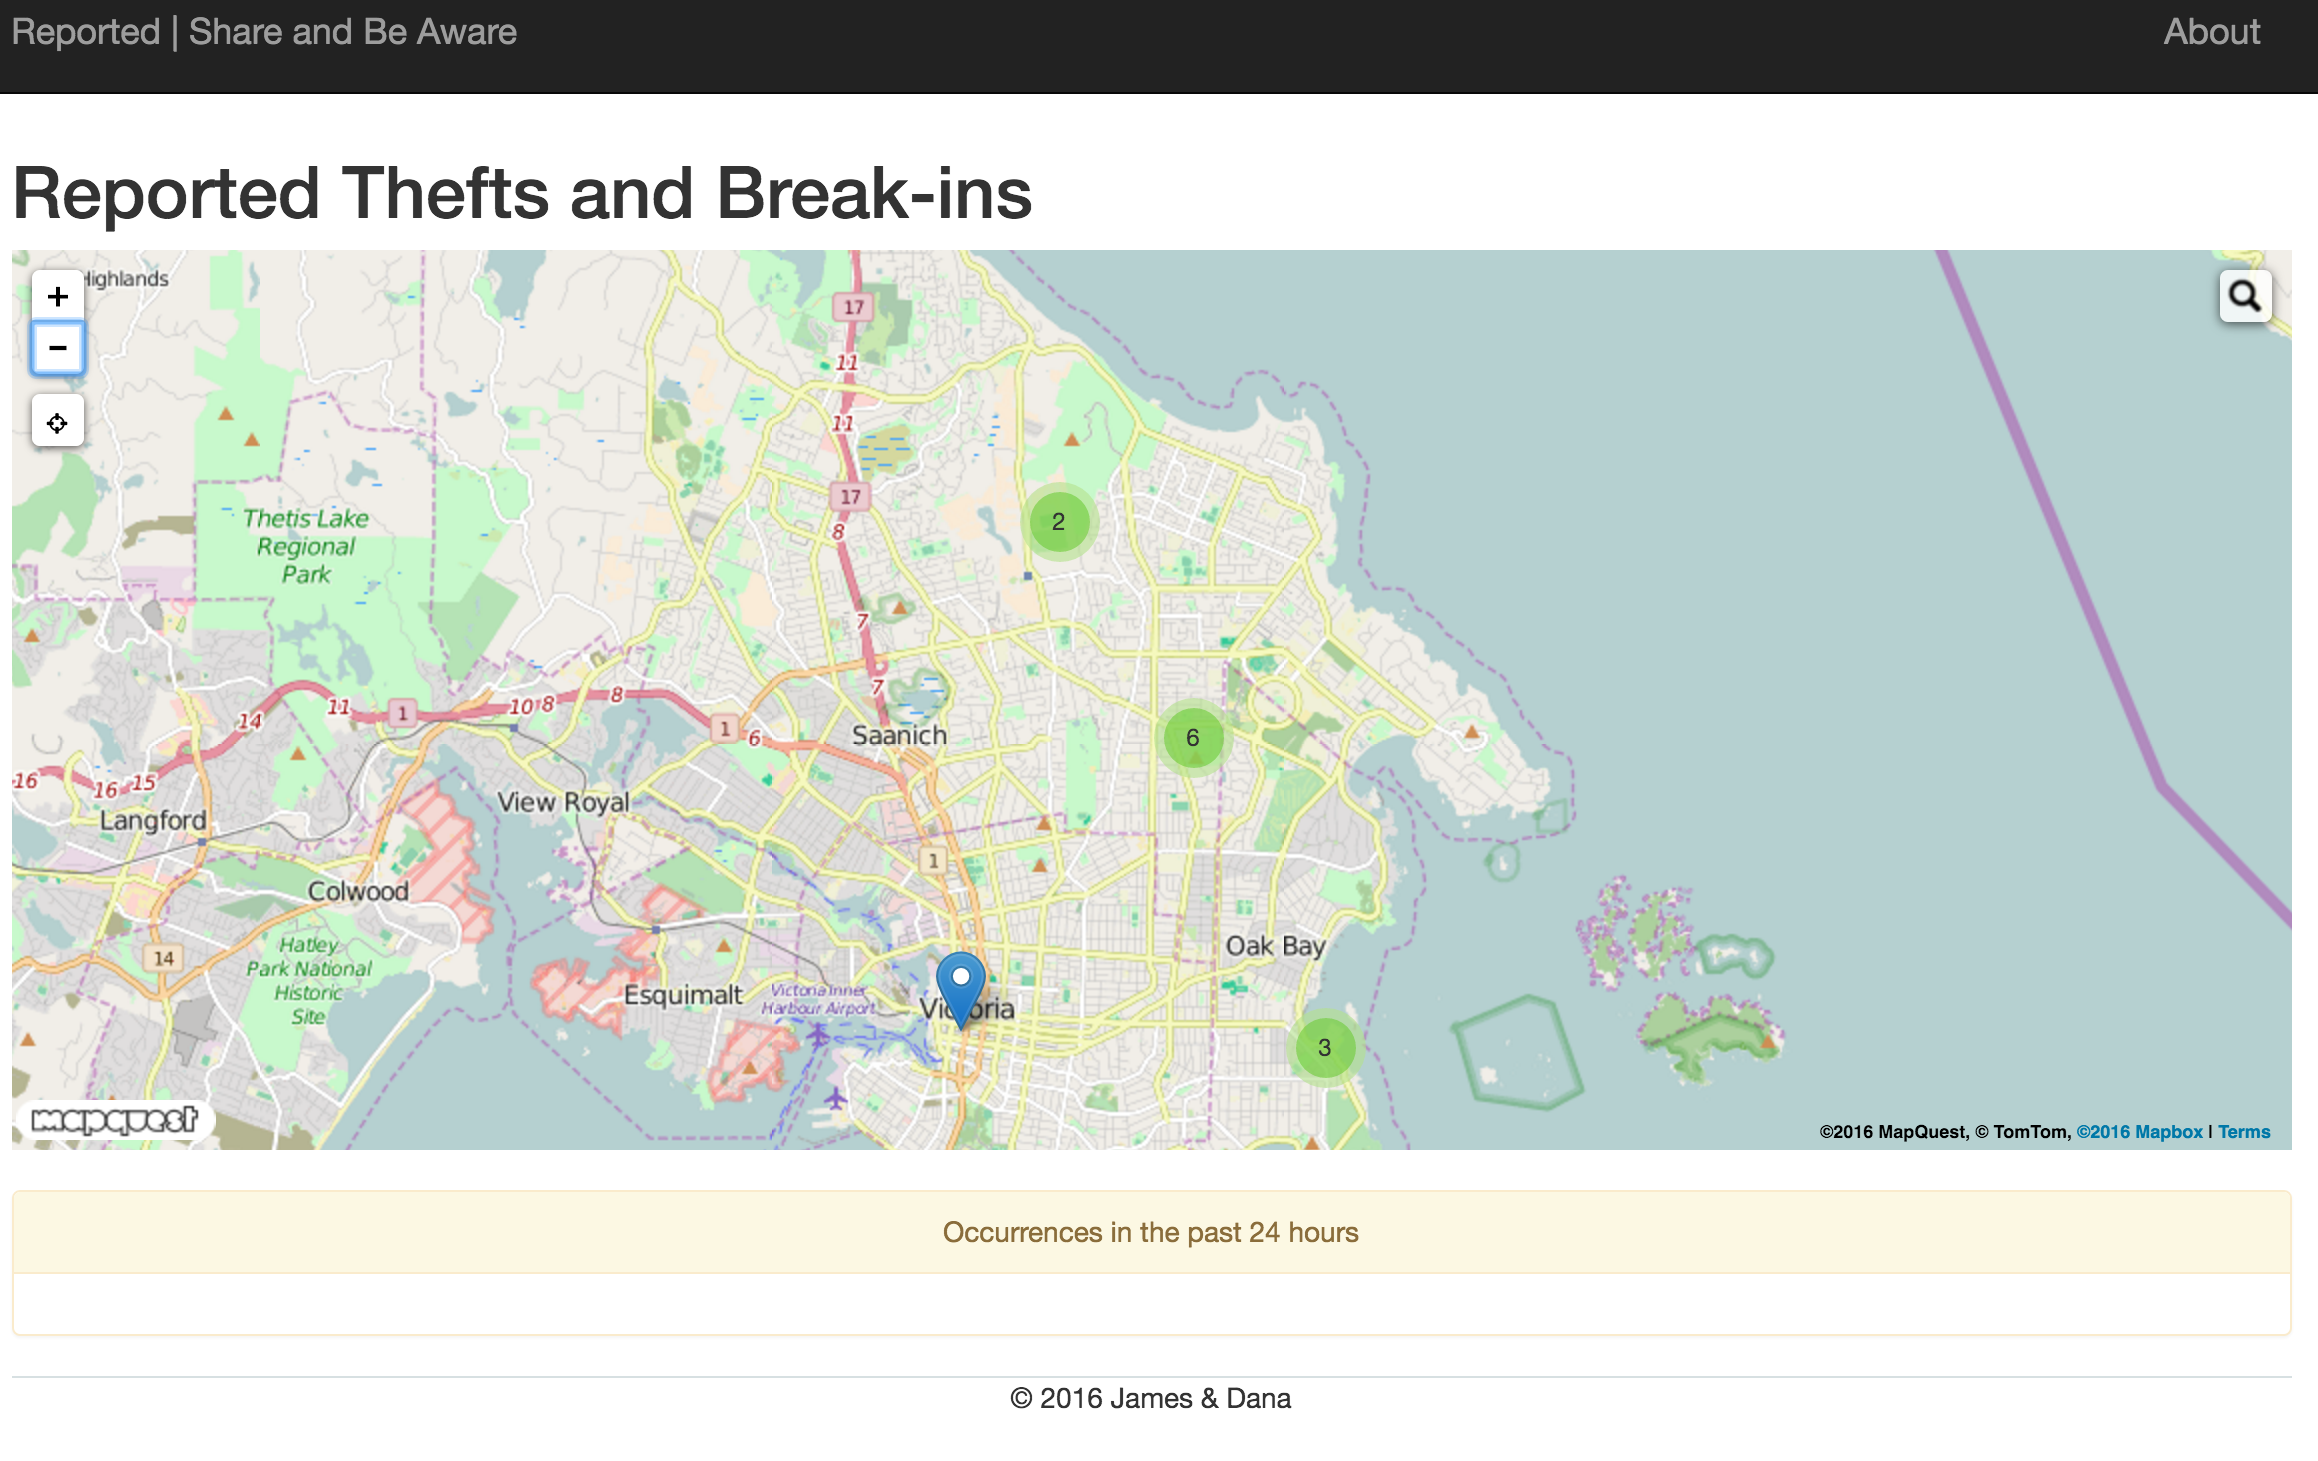 Reported | Share and Be Aware
About
Reported Thefts and Break-ins
Highlands
+
−
17
11
11
17
8
2
Thetis Lake
Regional
Park
7
7
Saanich
6
14
11
1
10
8
8
1
6
16
16
15
Langford
View Royal
Colwood
1
14
Hatley
Park National
Historic
Site
Oak Bay
Esquimalt
Victoria Inner
Harbour Airport
Victoria
3
mapquest
©2016 MapQuest, © TomTom, ©2016 Mapbox | Terms
Occurrences in the past 24 hours
© 2016 James & Dana